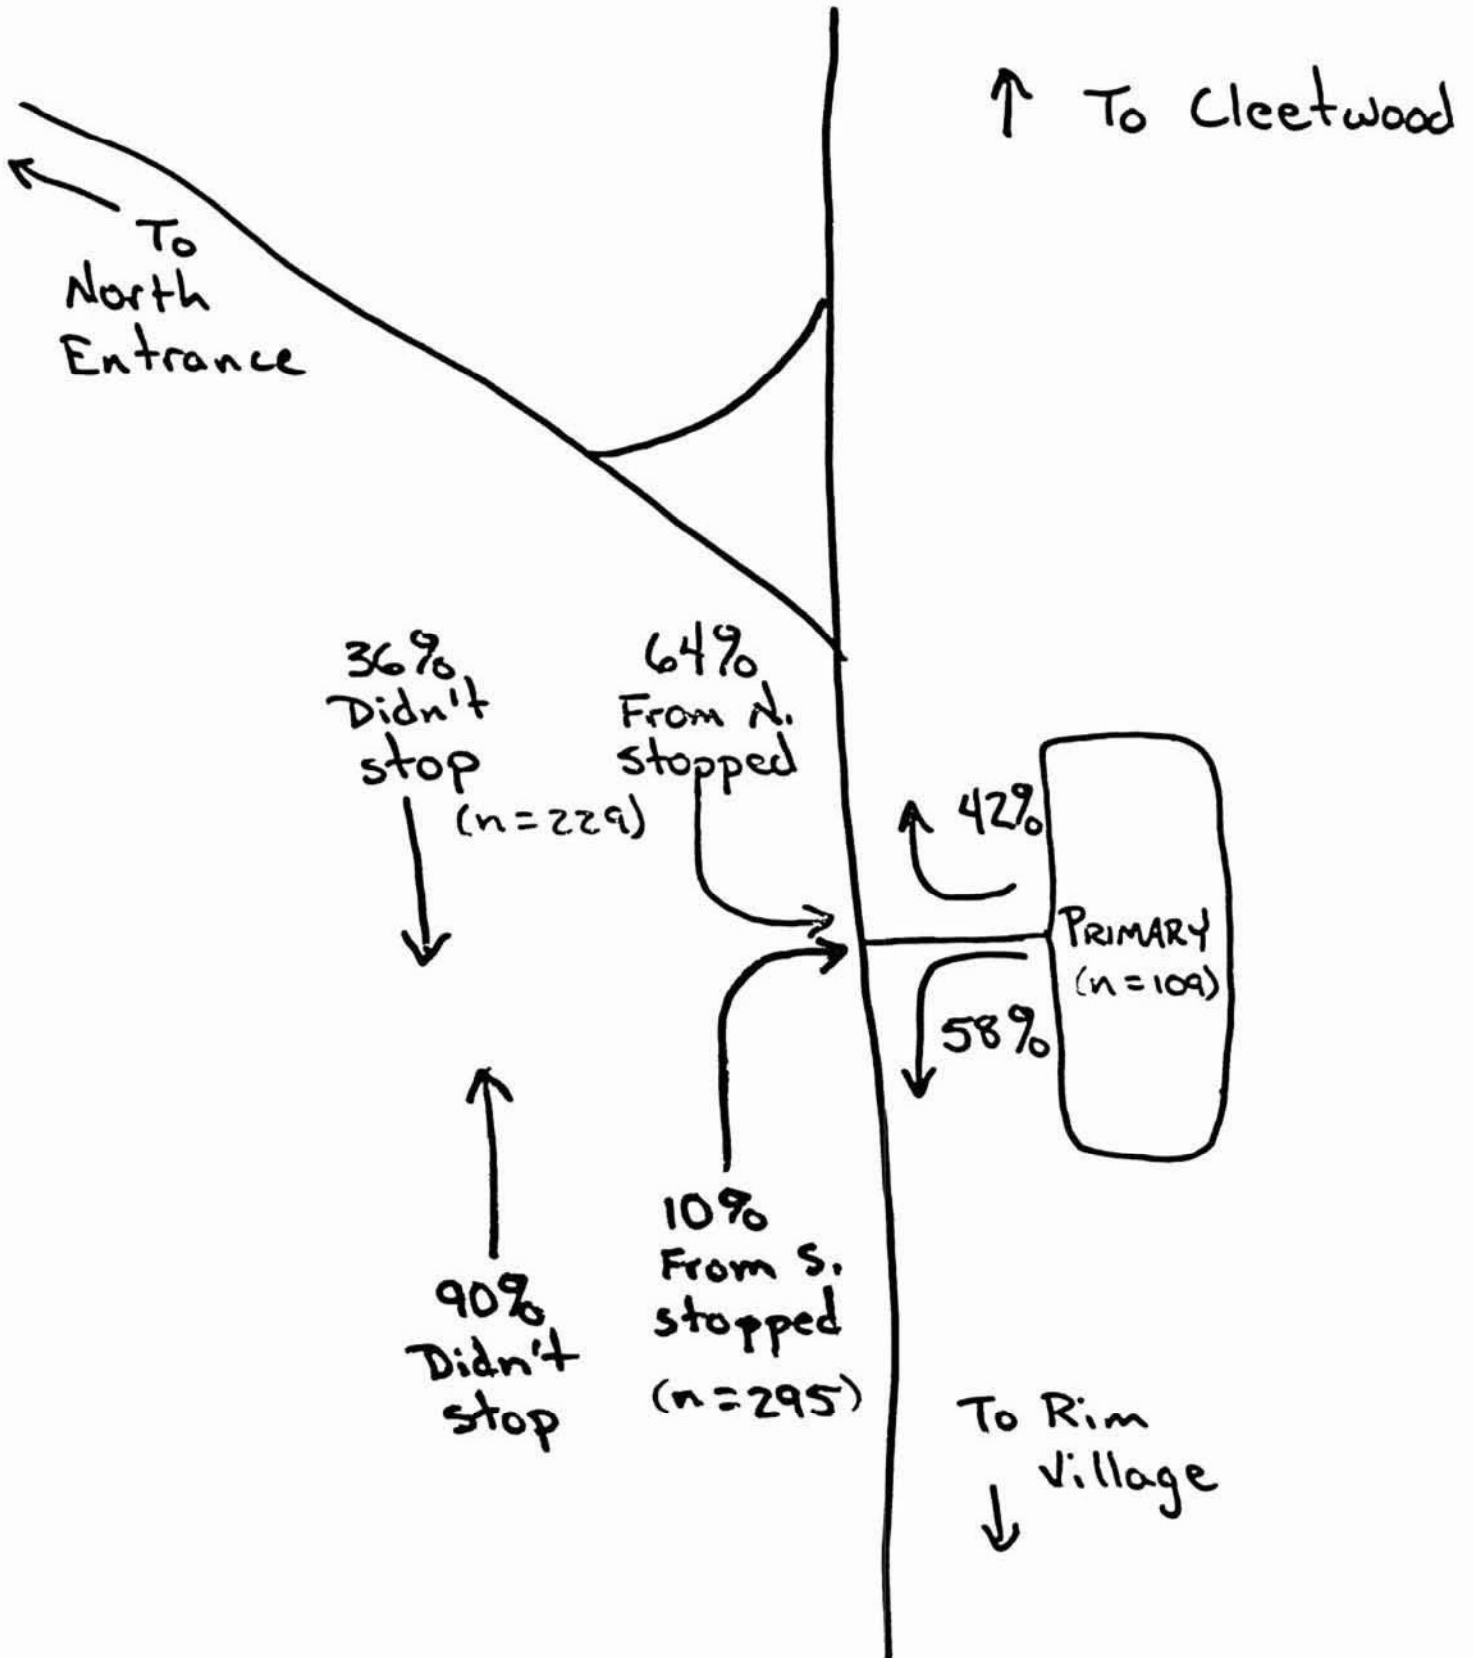 ↑ To Cleetwood
To
North
Entrance
36%
Didn't
stop
(n=229)
64%
From N.
stopped
42%
PRIMARY
(n=109)
58%
10%
From S.
stopped
(n=295)
90%
Didn't
stop
To Rim
Village